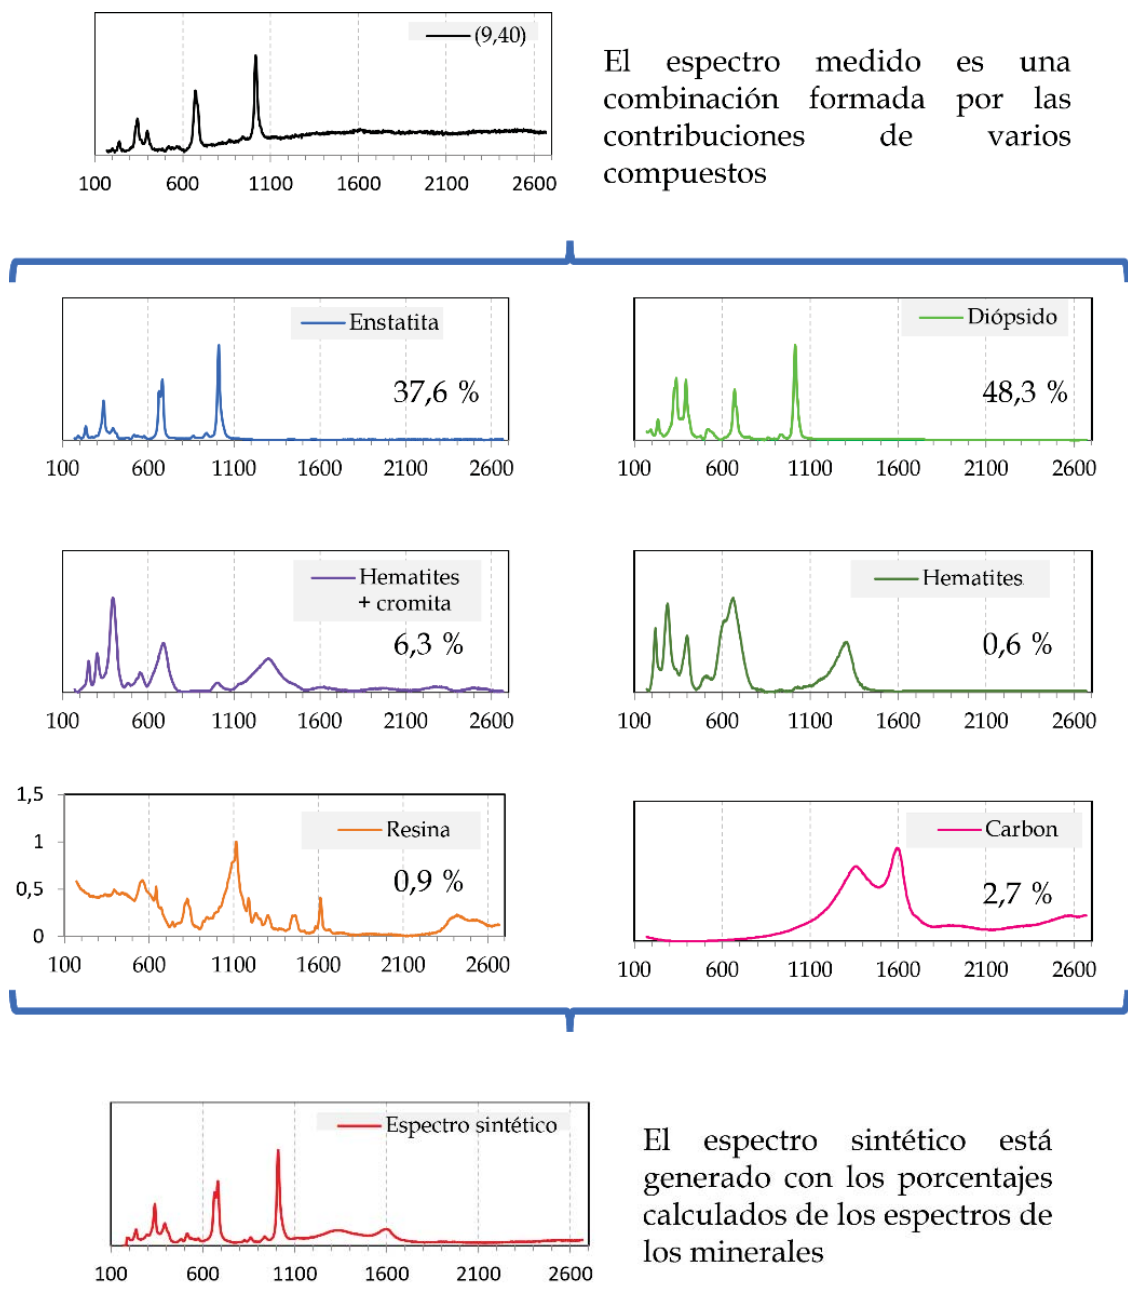 (9,40)
100 600 1100 1600 2100 2600
El espectro medido es una
combinación formada por las
contribuciones de varios
compuestos
Enstatita
37,6 %
100 600 1100 1600 2100 2600
Diópsido
48,3 %
100 600 1100 1600 2100 2600
Hematites
+ cromita
6,3 %
100 600 1100 1600 2100 2600
Hematites
0,6 %
100 600 1100 1600 2100 2600
1,5
1
0,5
0
Resina
0,9 %
100 600 1100 1600 2100 2600
Carbon
2,7 %
100 600 1100 1600 2100 2600
Espectro sintético
100 600 1100 1600 2100 2600
El espectro sintético está
generado con los porcentajes
calculados de los espectros de
los minerales